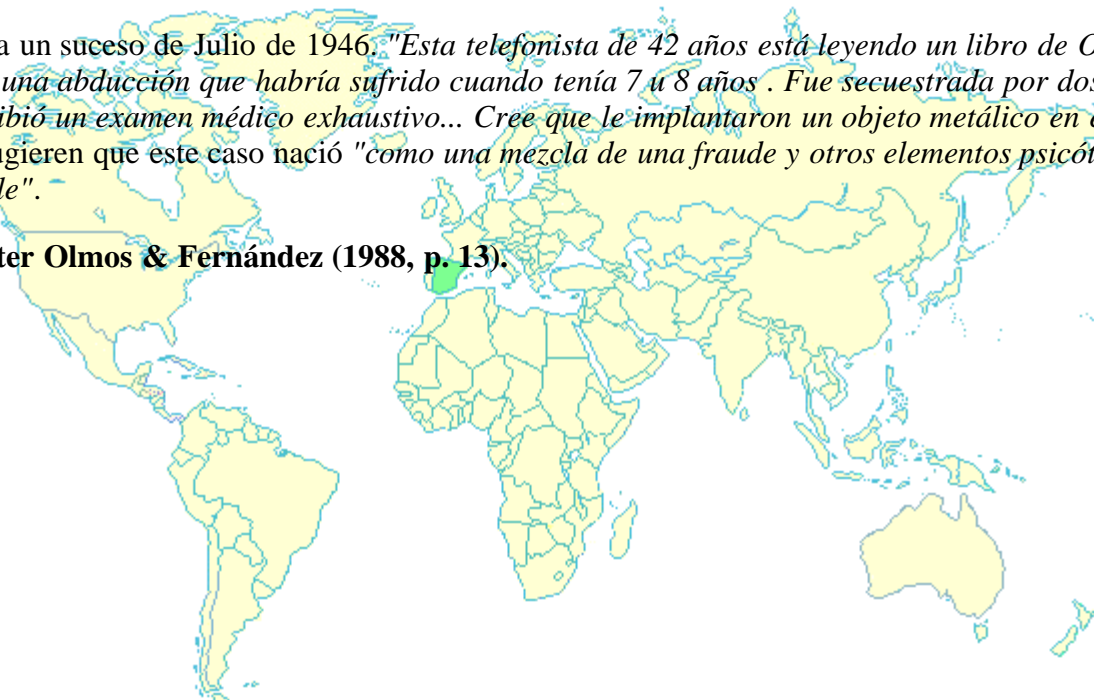 a un suceso de Julio de 1946. "Esta telefonista de 42 años está leyendo un libro de
una abducción que habría sufrido cuando tenía 7 u 8 años . Fue secuestrada por dos
ibió un examen médico exhaustivo... Cree que le implantaron un objeto metálico en
ugieren que este caso nació "como una mezcla de una fraude y otros elementos psicót
le".
ter Olmos & Fernández (1988, p. 13).